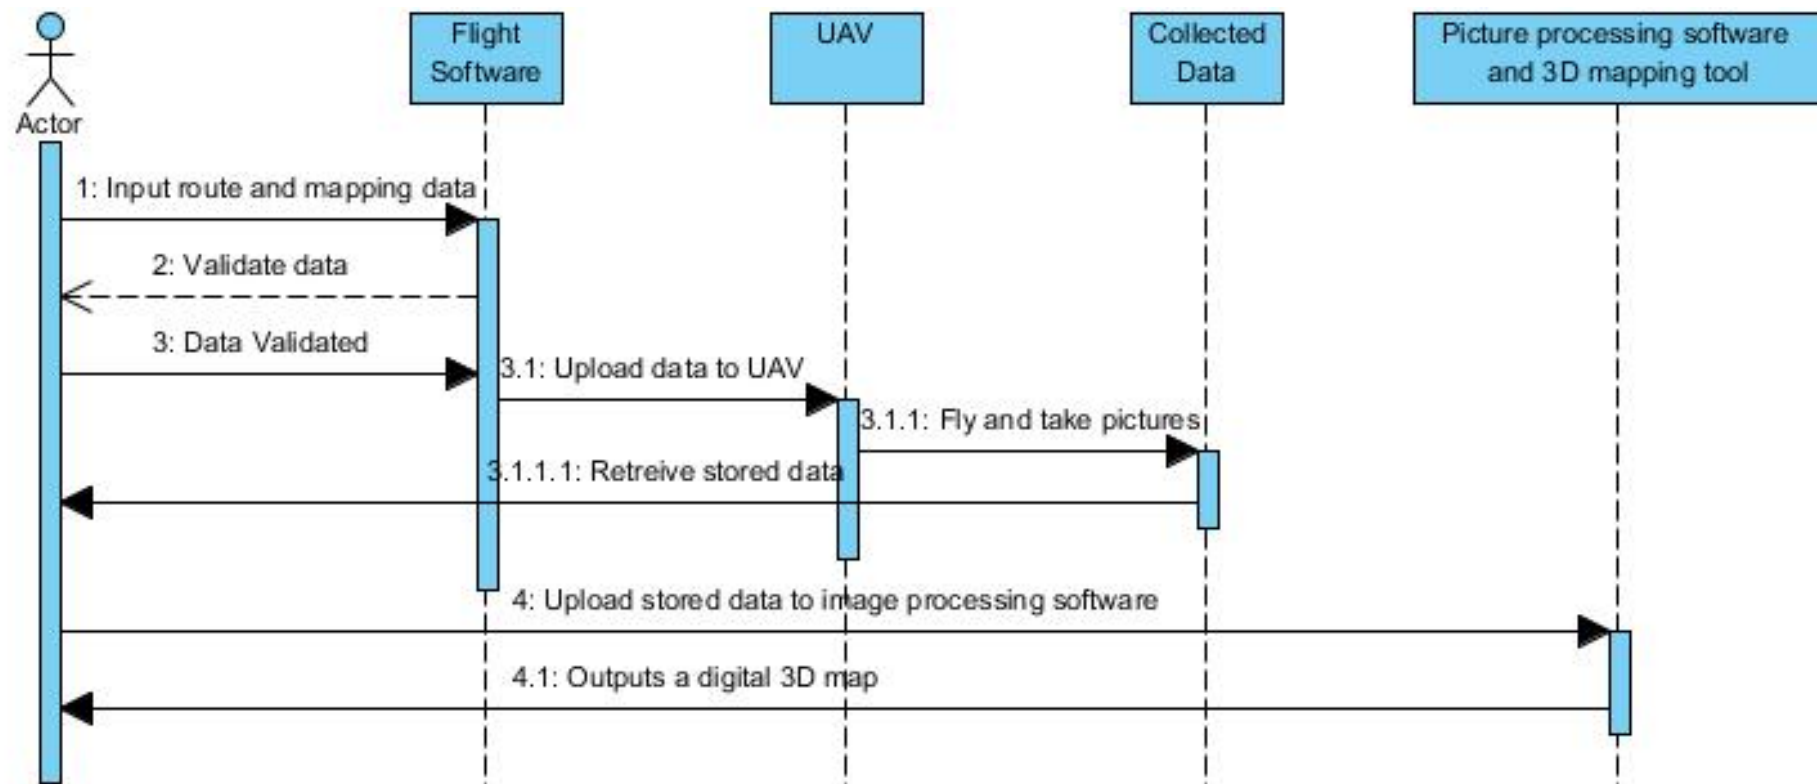 Flight
Software
UAV
Collected
Data
Picture processing software
and 3D mapping tool
Actor
1: Input route and mapping data
2: Validate data
3: Data Validated
3.1: Upload data to UAV
3.1.1: Fly and take pictures
3.1.1.1: Retreive stored data
4: Upload stored data to image processing software
4.1: Outputs a digital 3D map